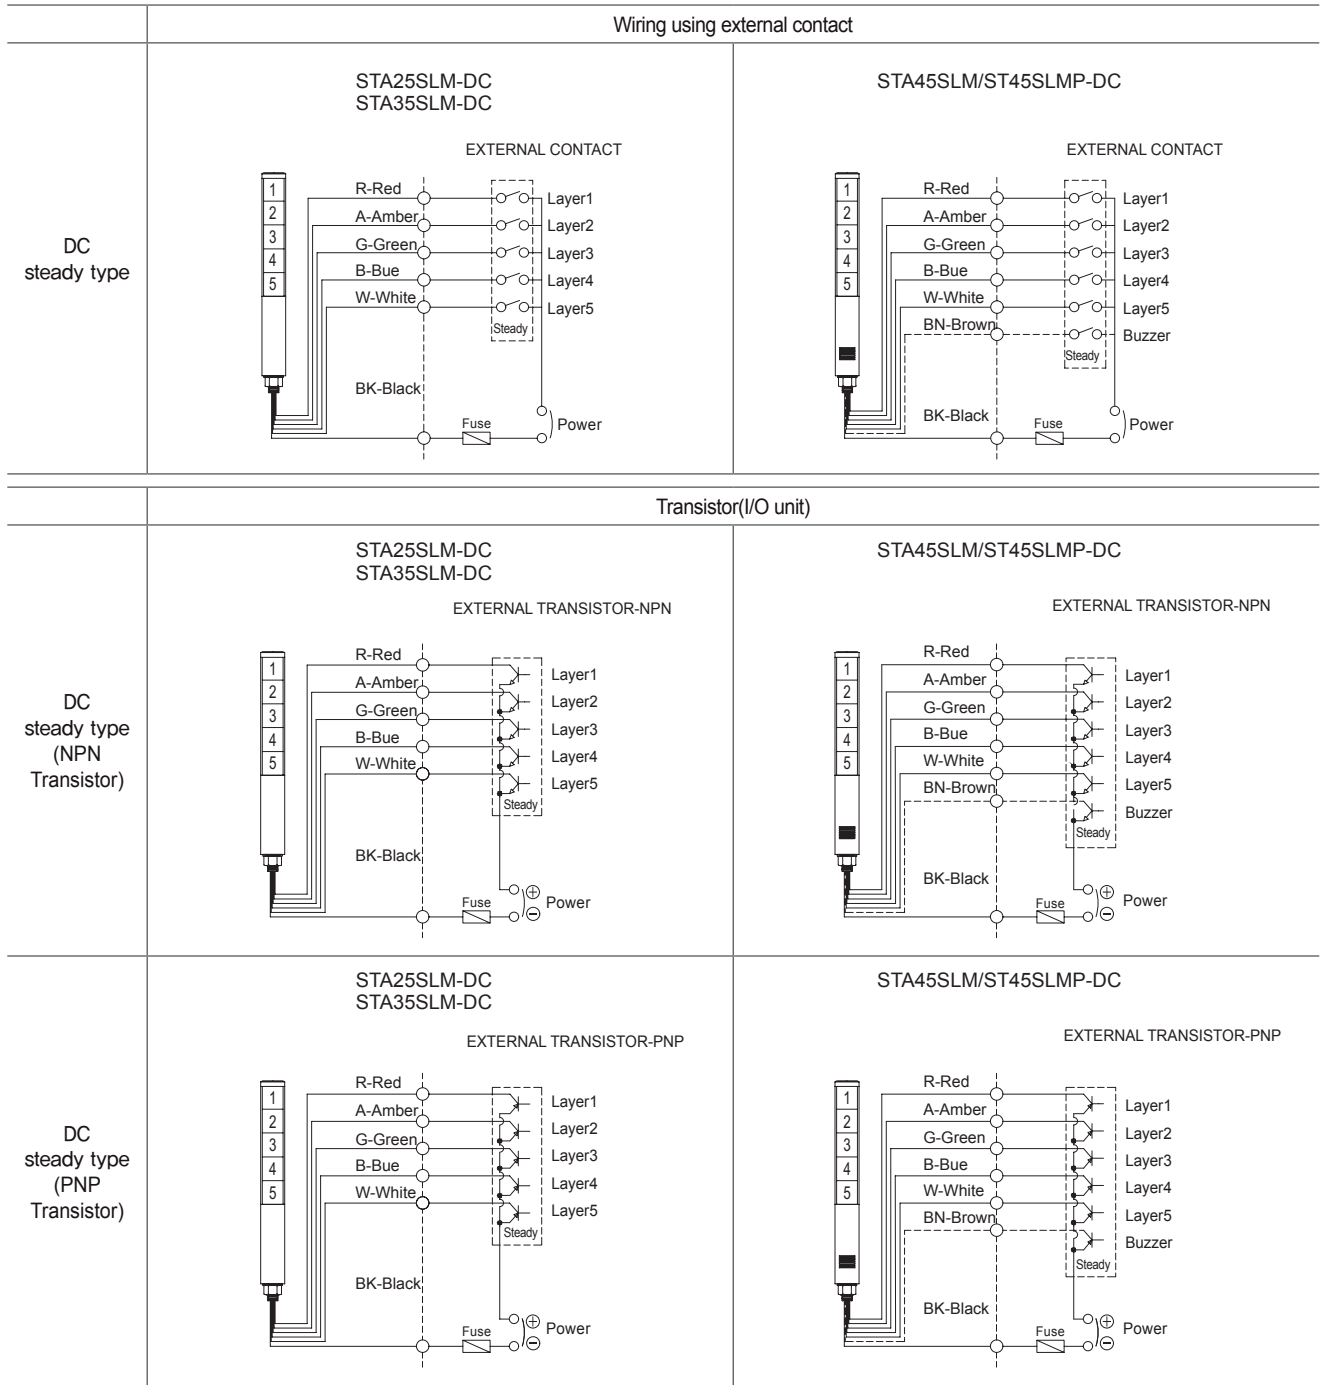 Wiring using external contact
DC
steady type
STA25SLM-DC
STA35SLM-DC
EXTERNAL CONTACT
1
2
3
4
5
R-Red
A-Amber
G-Green
B-Bue
W-White
BK-Black
Layer1
Layer2
Layer3
Layer4
Layer5
Steady
Fuse
Power
STA45SLM/ST45SLMP-DC
EXTERNAL CONTACT
1
2
3
4
5
R-Red
A-Amber
G-Green
B-Bue
W-White
BN-Brown
BK-Black
Layer1
Layer2
Layer3
Layer4
Layer5
Buzzer
Steady
Fuse
Power
Transistor(I/O unit)
DC
steady type
(NPN
Transistor)
STA25SLM-DC
STA35SLM-DC
EXTERNAL TRANSISTOR-NPN
1
2
3
4
5
R-Red
A-Amber
G-Green
B-Bue
W-White
BK-Black
Layer1
Layer2
Layer3
Layer4
Layer5
Steady
Fuse
+
−
Power
STA45SLM/ST45SLMP-DC
EXTERNAL TRANSISTOR-NPN
1
2
3
4
5
R-Red
A-Amber
G-Green
B-Bue
W-White
BN-Brown
BK-Black
Layer1
Layer2
Layer3
Layer4
Layer5
Buzzer
Steady
Fuse
+
−
Power
DC
steady type
(PNP
Transistor)
STA25SLM-DC
STA35SLM-DC
EXTERNAL TRANSISTOR-PNP
1
2
3
4
5
R-Red
A-Amber
G-Green
B-Bue
W-White
BK-Black
Layer1
Layer2
Layer3
Layer4
Layer5
Steady
Fuse
+
−
Power
STA45SLM/ST45SLMP-DC
EXTERNAL TRANSISTOR-PNP
1
2
3
4
5
R-Red
A-Amber
G-Green
B-Bue
W-White
BN-Brown
BK-Black
Layer1
Layer2
Layer3
Layer4
Layer5
Buzzer
Steady
Fuse
+
−
Power